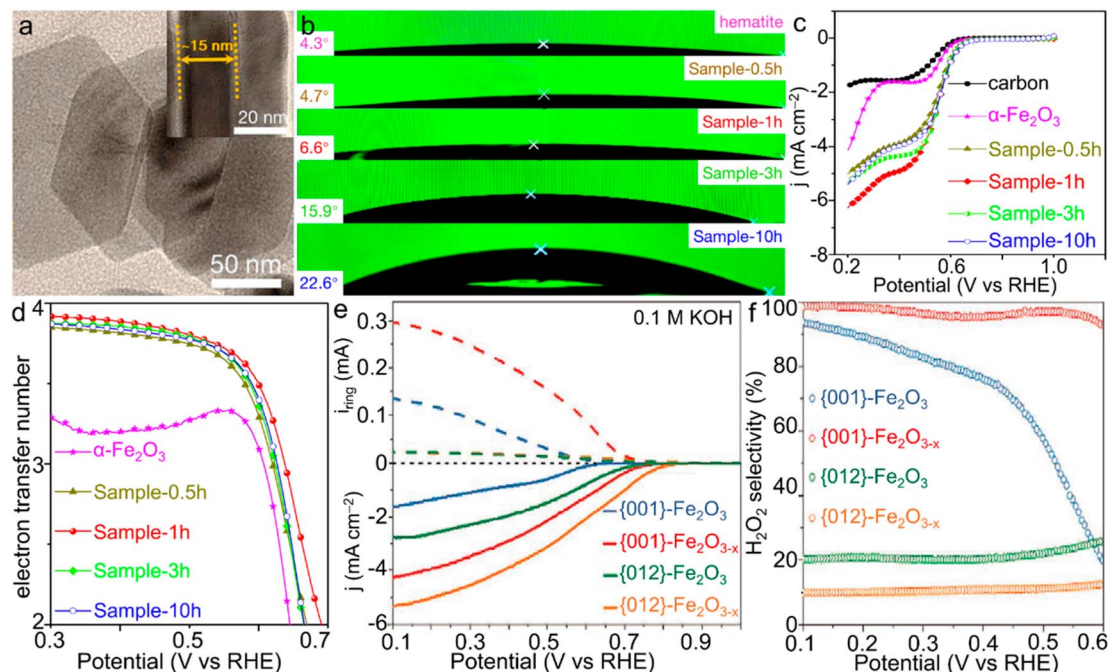 a
~15 nm
20 nm
50 nm
b
hematite
4.3°
Sample-0.5h
4.7°
Sample-1h
6.6°
Sample-3h
15.9°
Sample-10h
22.6°
c
0
-2
-4
-6
-8
j (mA cm⁻²)
carbon
α-Fe₂O₃
Sample-0.5h
Sample-1h
Sample-3h
Sample-10h
0.2 0.6 1.0
Potential (V vs RHE)
d
4
3
2
electron transfer number
α-Fe₂O₃
Sample-0.5h
Sample-1h
Sample-3h
Sample-10h
0.3 0.5 0.6 0.7
Potential (V vs RHE)
e
0.1 M KOH
0.3
0.2
0.1
0
-2
-4
-6
i_ring (mA)
j (mA cm⁻²)
{001}-Fe₂O₃
{001}-Fe₂O₃₋ₓ
{012}-Fe₂O₃
{012}-Fe₂O₃₋ₓ
0.1 0.3 0.5 0.7 0.9
Potential (V vs RHE)
f
100
80
60
40
20
0
H₂O₂ selectivity (%)
{001}-Fe₂O₃
{001}-Fe₂O₃₋ₓ
{012}-Fe₂O₃
{012}-Fe₂O₃₋ₓ
0.1 0.2 0.3 0.4 0.5 0.6
Potential (V vs RHE)